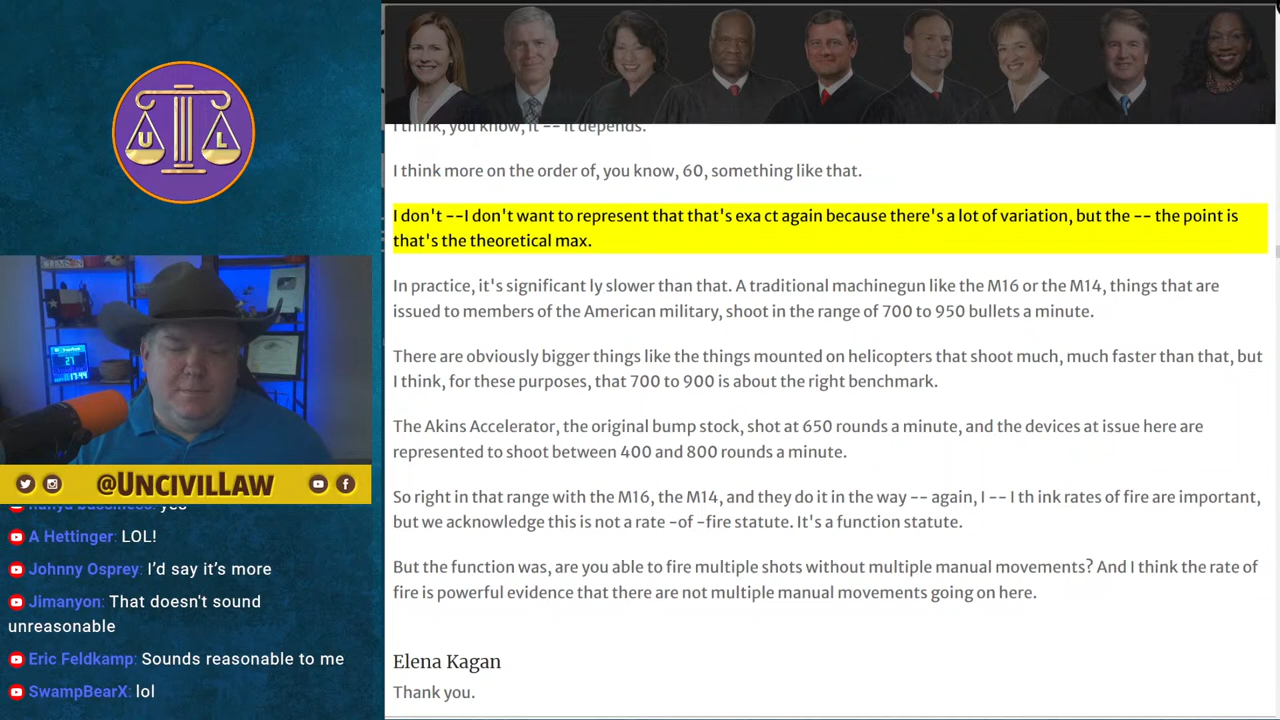 U L
I think, you know, it -- it depends.
I think more on the order of, you know, 60, something like that.
I don't --I don't want to represent that that's exa ct again because there's a lot of variation, but the -- the point is
that's the theoretical max.
In practice, it's significant ly slower than that. A traditional machinegun like the M16 or the M14, things that are
issued to members of the American military, shoot in the range of 700 to 950 bullets a minute.
There are obviously bigger things like the things mounted on helicopters that shoot much, much faster than that, but
I think, for these purposes, that 700 to 900 is about the right benchmark.
The Akins Accelerator, the original bump stock, shot at 650 rounds a minute, and the devices at issue here are
represented to shoot between 400 and 800 rounds a minute.
So right in that range with the M16, the M14, and they do it in the way -- again, I -- I th ink rates of fire are important,
but we acknowledge this is not a rate -of -fire statute. It's a function statute.
But the function was, are you able to fire multiple shots without multiple manual movements? And I think the rate of
fire is powerful evidence that there are not multiple manual movements going on here.
Elena Kagan
Thank you.
@UNCIVILLAW
yes
A Hettinger: LOL!
Johnny Osprey: I'd say it's more
Jimanyon: That doesn't sound
unreasonable
Eric Feldkamp: Sounds reasonable to me
SwampBearX: lol